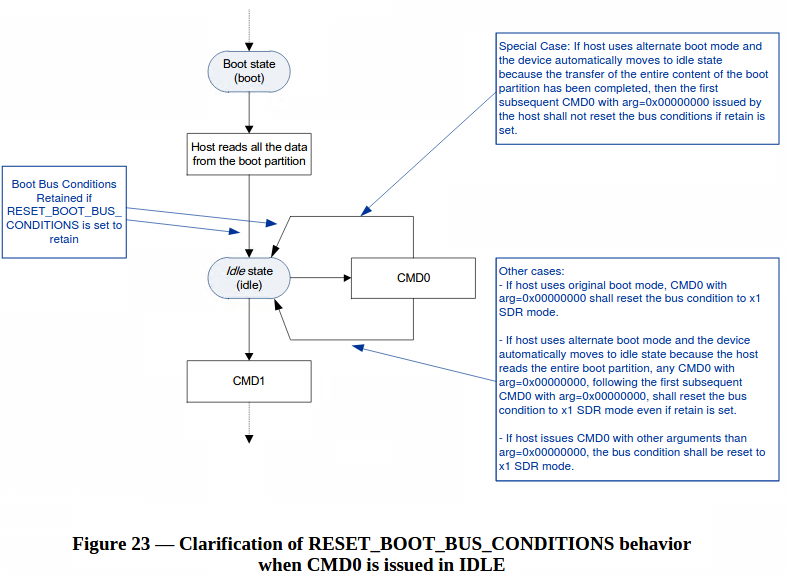 Boot state
(boot)
Host reads all the data
from the boot partition
Boot Bus Conditions
Retained if
RESET_BOOT_BUS_
CONDITIONS is set to
retain
Idle state
(idle)
CMD0
CMD1
Special Case: If host uses alternate boot mode and
the device automatically moves to idle state
because the transfer of the entire content of the boot
partition has been completed, then the first
subsequent CMD0 with arg=0x00000000 issued by
the host shall not reset the bus conditions if retain is
set.
Other cases:
- If host uses original boot mode, CMD0 with
arg=0x00000000 shall reset the bus condition to x1
SDR mode.
- If host uses alternate boot mode and the device
automatically moves to idle state because the host
reads the entire boot partition, any CMD0 with
arg=0x00000000, following the first subsequent
CMD0 with arg=0x00000000, shall reset the bus
condition to x1 SDR mode even if retain is set.
- If host issues CMD0 with other arguments than
arg=0x00000000, the bus condition shall be reset to
x1 SDR mode.
Figure 23 — Clarification of RESET_BOOT_BUS_CONDITIONS behavior
when CMD0 is issued in IDLE